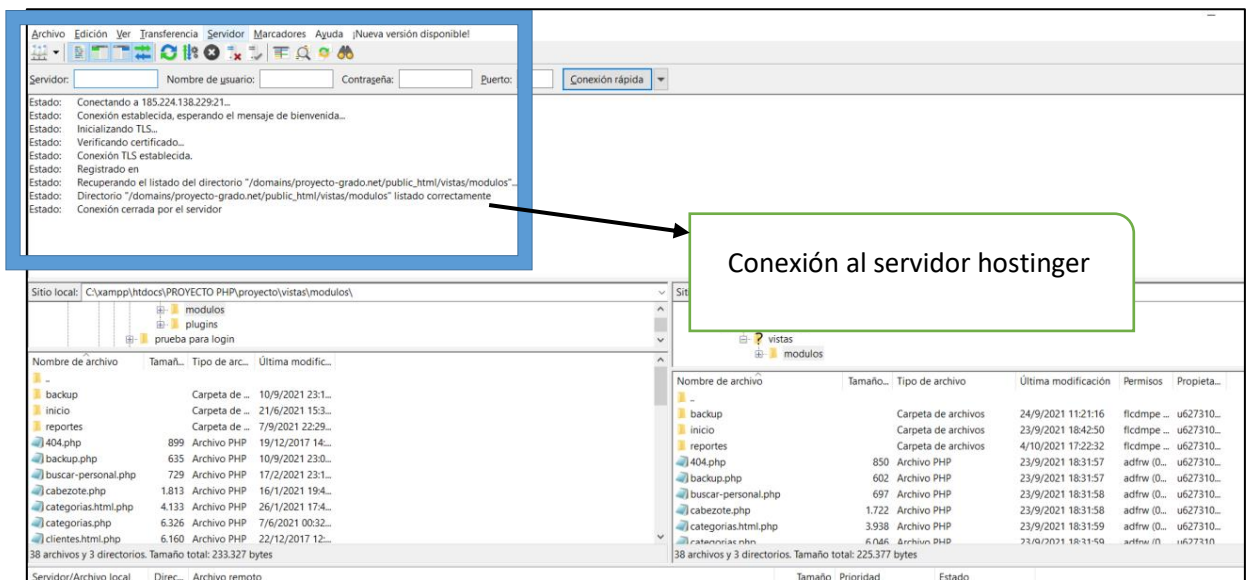 Archivo Edición Ver Transferencia Servidor Marcadores Ayuda ¡Nueva versión disponible!
Servidor: Nombre de usuario: Contraseña: Puerto: Conexión rápida
Estado: Conectando a 185.224.138.229:21...
Estado: Conexión establecida, esperando el mensaje de bienvenida...
Estado: Inicializando TLS...
Estado: Verificando certificado...
Estado: Conexión TLS establecida.
Estado: Registrado en
Estado: Recuperando el listado del directorio "/domains/proyecto-grado.net/public_html/vistas/modulos"...
Estado: Directorio "/domains/proyecto-grado.net/public_html/vistas/modulos" listado correctamente
Estado: Conexión cerrada por el servidor
Conexión al servidor hostinger
Sitio local: C:\xampp\htdocs\PROYECTO PHP\proyecto\vistas\modulos\
modulos
plugins
prueba para login
Nombre de archivo Tamañ... Tipo de arc... Última modific...
..
backup Carpeta de ... 10/9/2021 23:1...
inicio Carpeta de ... 21/6/2021 15:3...
reportes Carpeta de ... 7/9/2021 22:29...
404.php 899 Archivo PHP 19/12/2017 14:...
backup.php 635 Archivo PHP 10/9/2021 23:0...
buscar-personal.php 729 Archivo PHP 17/2/2021 23:1...
cabezote.php 1.813 Archivo PHP 16/1/2021 19:4...
categorias.html.php 4.133 Archivo PHP 26/1/2021 17:4...
categorias.php 6.326 Archivo PHP 7/6/2021 00:32...
clientes.html.php 6.160 Archivo PHP 22/12/2017 12:...
38 archivos y 3 directorios. Tamaño total: 233.327 bytes
Sit
vistas
modulos
Nombre de archivo Tamaño... Tipo de archivo Última modificación Permisos Propieta...
..
backup Carpeta de archivos 24/9/2021 11:21:16 flcdmpe ... u627310...
inicio Carpeta de archivos 23/9/2021 18:42:50 flcdmpe ... u627310...
reportes Carpeta de archivos 4/10/2021 17:22:32 flcdmpe ... u627310...
404.php 850 Archivo PHP 23/9/2021 18:31:57 adfrw (0... u627310...
backup.php 602 Archivo PHP 23/9/2021 18:31:57 adfrw (0... u627310...
buscar-personal.php 697 Archivo PHP 23/9/2021 18:31:58 adfrw (0... u627310...
cabezote.php 1.722 Archivo PHP 23/9/2021 18:31:58 adfrw (0... u627310...
categorias.html.php 3.938 Archivo PHP 23/9/2021 18:31:59 adfrw (0... u627310...
categorias.php 6.046 Archivo PHP 23/9/2021 18:31:59 adfrw (0... u627310...
38 archivos y 3 directorios. Tamaño total: 225.377 bytes
Servidor/Archivo local Direc... Archivo remoto Tamaño Prioridad Estado